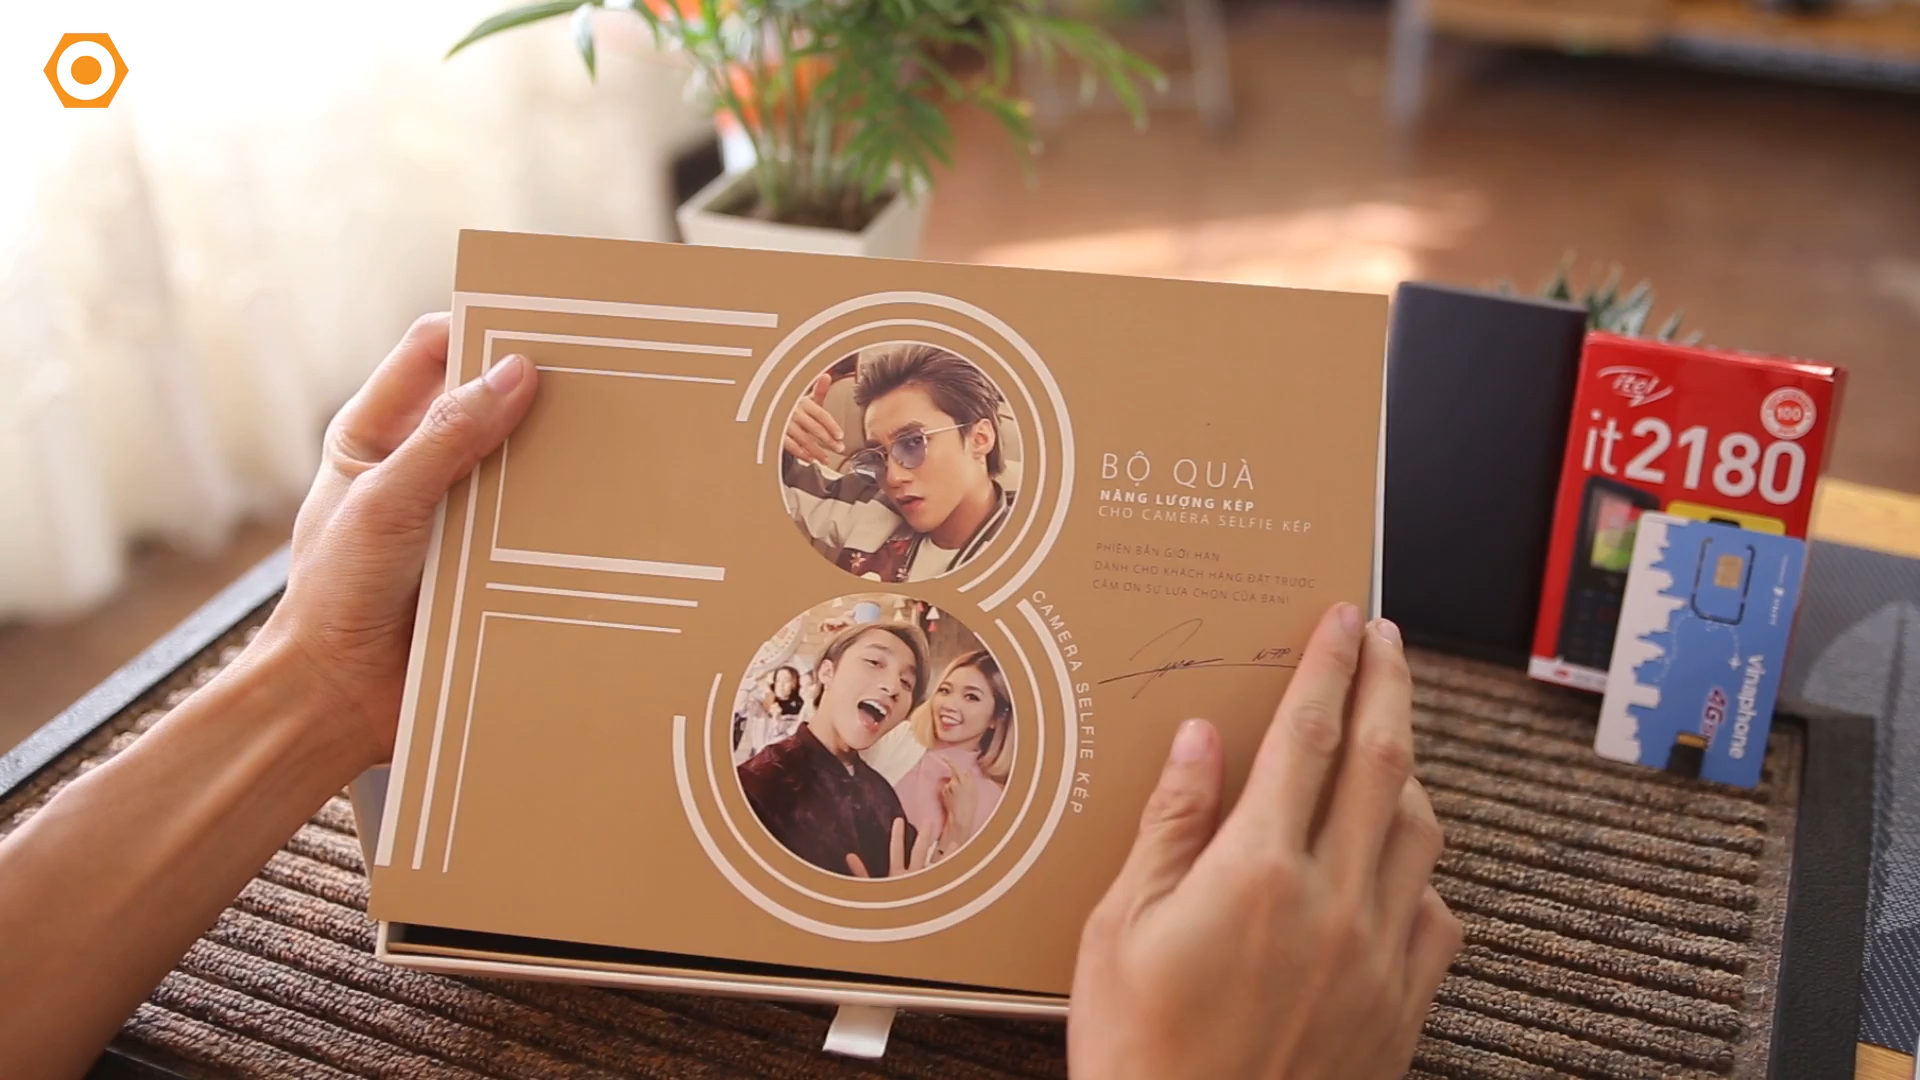 BỘ QUÀ
NĂNG LƯỢNG KÉP
CHO CAMERA SELFIE KÉP
PHIÊN BẢN GIỚI HẠN
DÀNH CHO KHÁCH HÀNG ĐẶT TRƯỚC
CẢM ƠN SỰ LỰA CHỌN CỦA BẠN!
CAMERA SELFIE KÉP
itel
it2180
100
vinaphone
4G